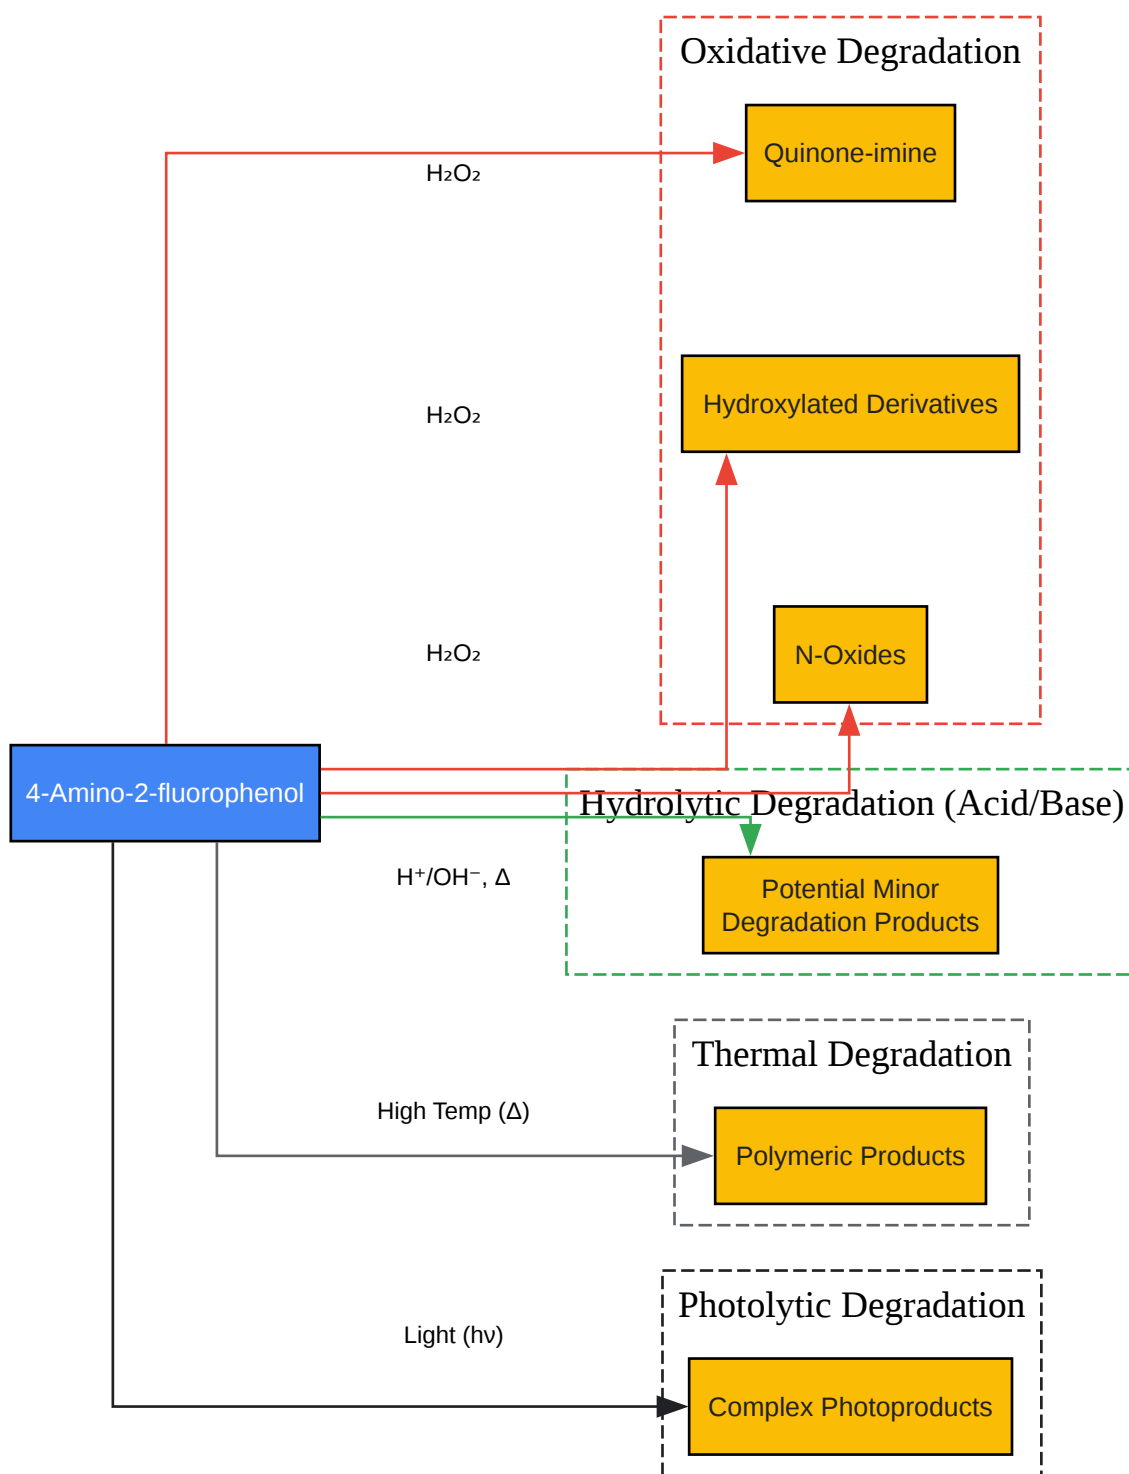 Oxidative Degradation
Quinone-imine
H₂O₂
Hydroxylated Derivatives
H₂O₂
N-Oxides
H₂O₂
4-Amino-2-fluorophenol
Hydrolytic Degradation (Acid/Base)
H⁺/OH⁻, Δ
Potential Minor
Degradation Products
Thermal Degradation
High Temp (Δ)
Polymeric Products
Photolytic Degradation
Light (hν)
Complex Photoproducts